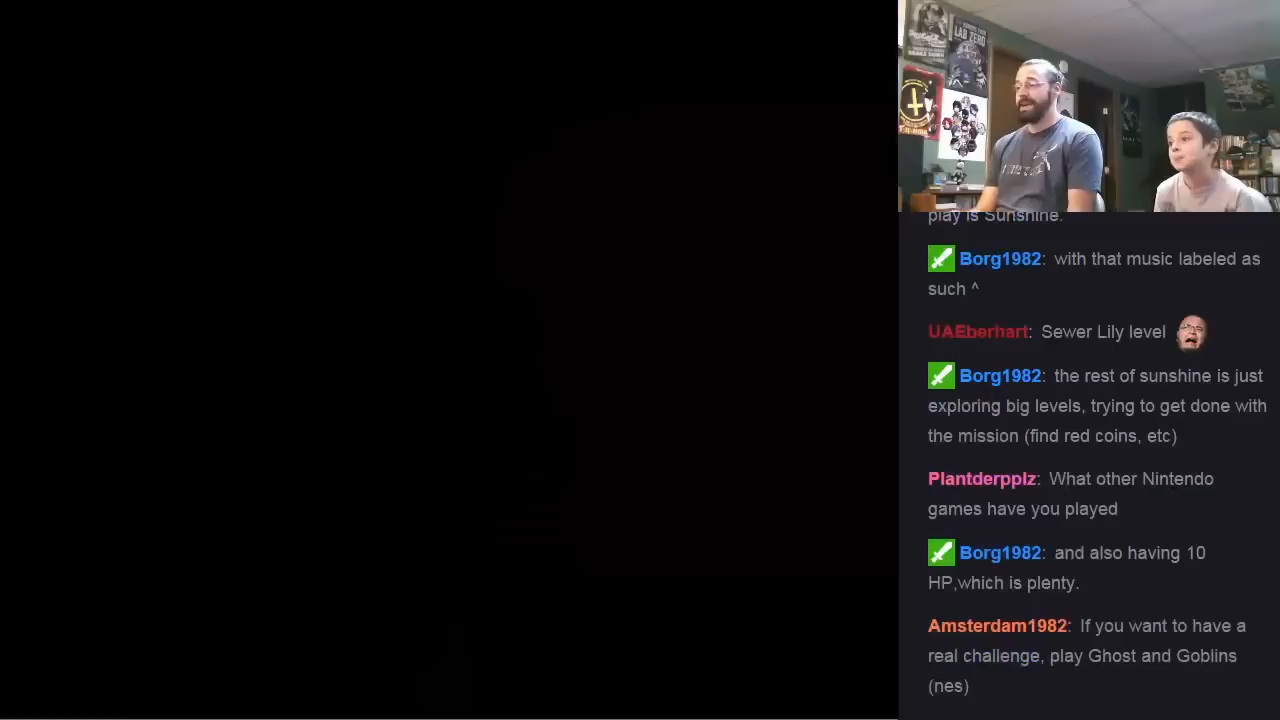 LAB ZERO
play is Sunshine.
Borg1982: with that music labeled as
such ^
UAEberhart: Sewer Lily level
Borg1982: the rest of sunshine is just
exploring big levels, trying to get done with
the mission (find red coins, etc)
Plantderpplz: What other Nintendo
games have you played
Borg1982: and also having 10
HP,which is plenty.
Amsterdam1982: If you want to have a
real challenge, play Ghost and Goblins
(nes)